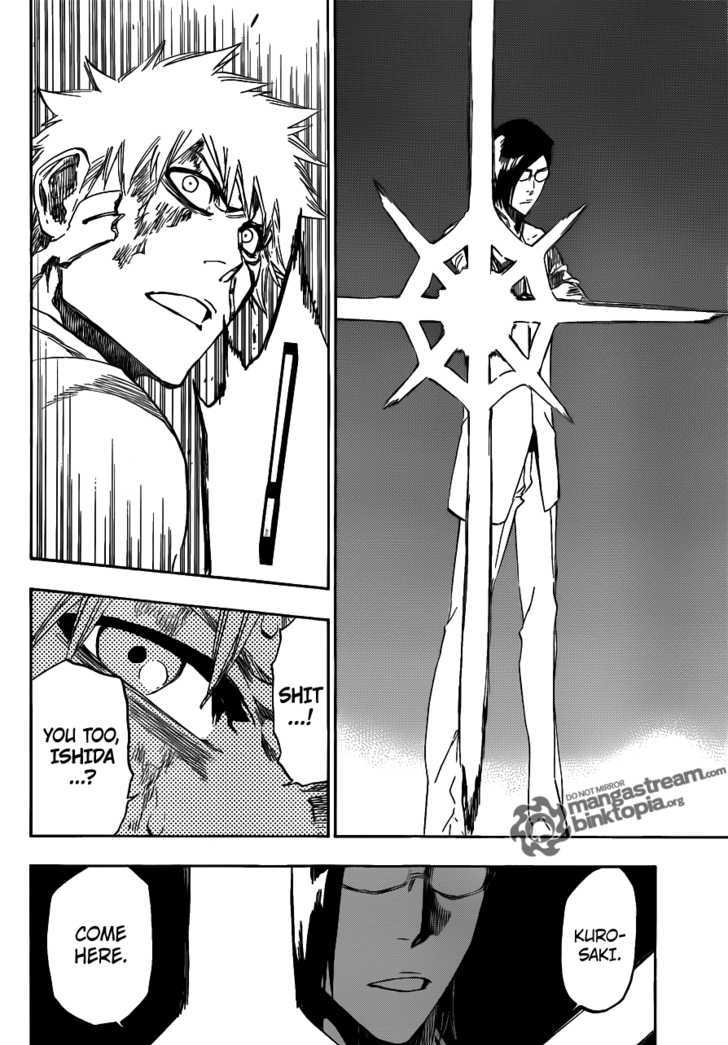 SHIT
...!
YOU TOO,
ISHIDA
...?
DO NOT MIRROR
mangastream.com
binktopia.org
KURO-
SAKI.
COME
HERE.